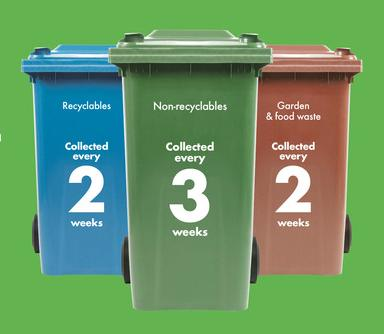 Recyclables
Collected
every
2
weeks
Non-recyclables
Collected
every
3
weeks
Garden
& food waste
Collected
every
2
weeks